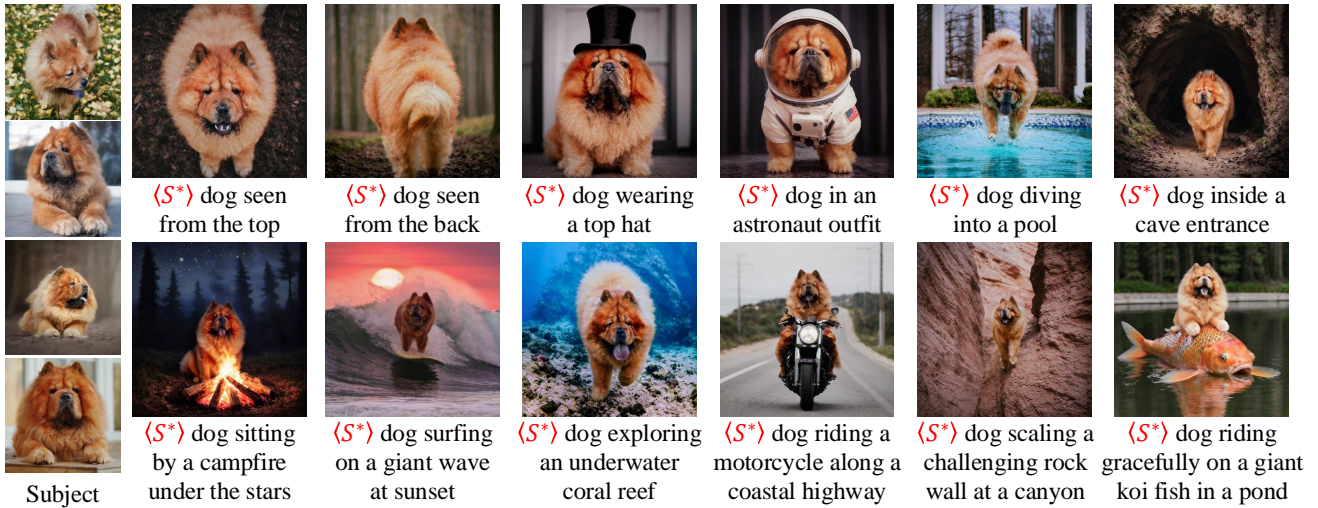 ⟨S*⟩ dog seen
from the top
⟨S*⟩ dog seen
from the back
⟨S*⟩ dog wearing
a top hat
⟨S*⟩ dog in an
astronaut outfit
⟨S*⟩ dog diving
into a pool
⟨S*⟩ dog inside a
cave entrance
⟨S*⟩ dog sitting
by a campfire
under the stars
⟨S*⟩ dog surfing
on a giant wave
at sunset
⟨S*⟩ dog exploring
an underwater
coral reef
⟨S*⟩ dog riding a
motorcycle along a
coastal highway
⟨S*⟩ dog scaling a
challenging rock
wall at a canyon
⟨S*⟩ dog riding
gracefully on a giant
koi fish in a pond
Subject